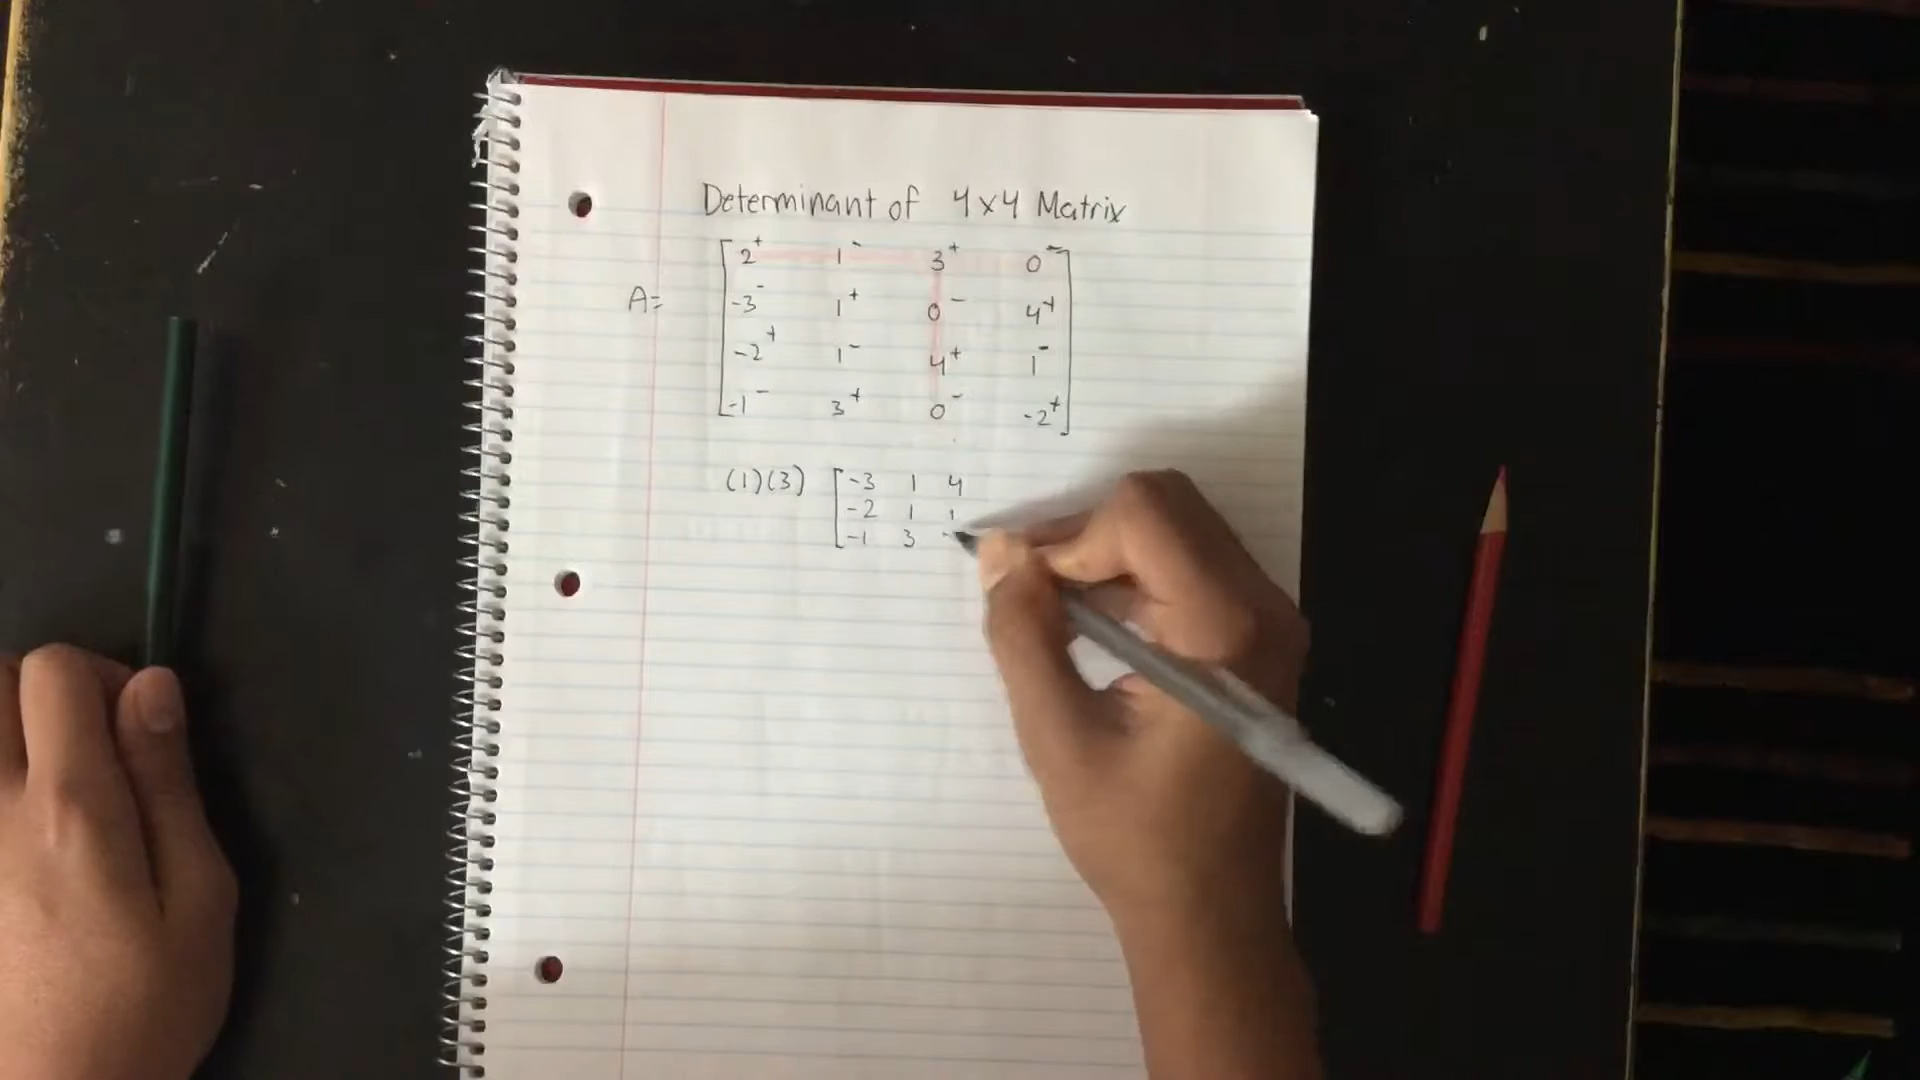 Determinant of 4x4 Matrix
2+ 1- 3+ 0-
A= -3- 1+ 0- 4+
-2+ 1- 4+ 1-
-1- 3+ 0- -2+
(1)(3) -3 1 4
-2 1 1
-1 3 -